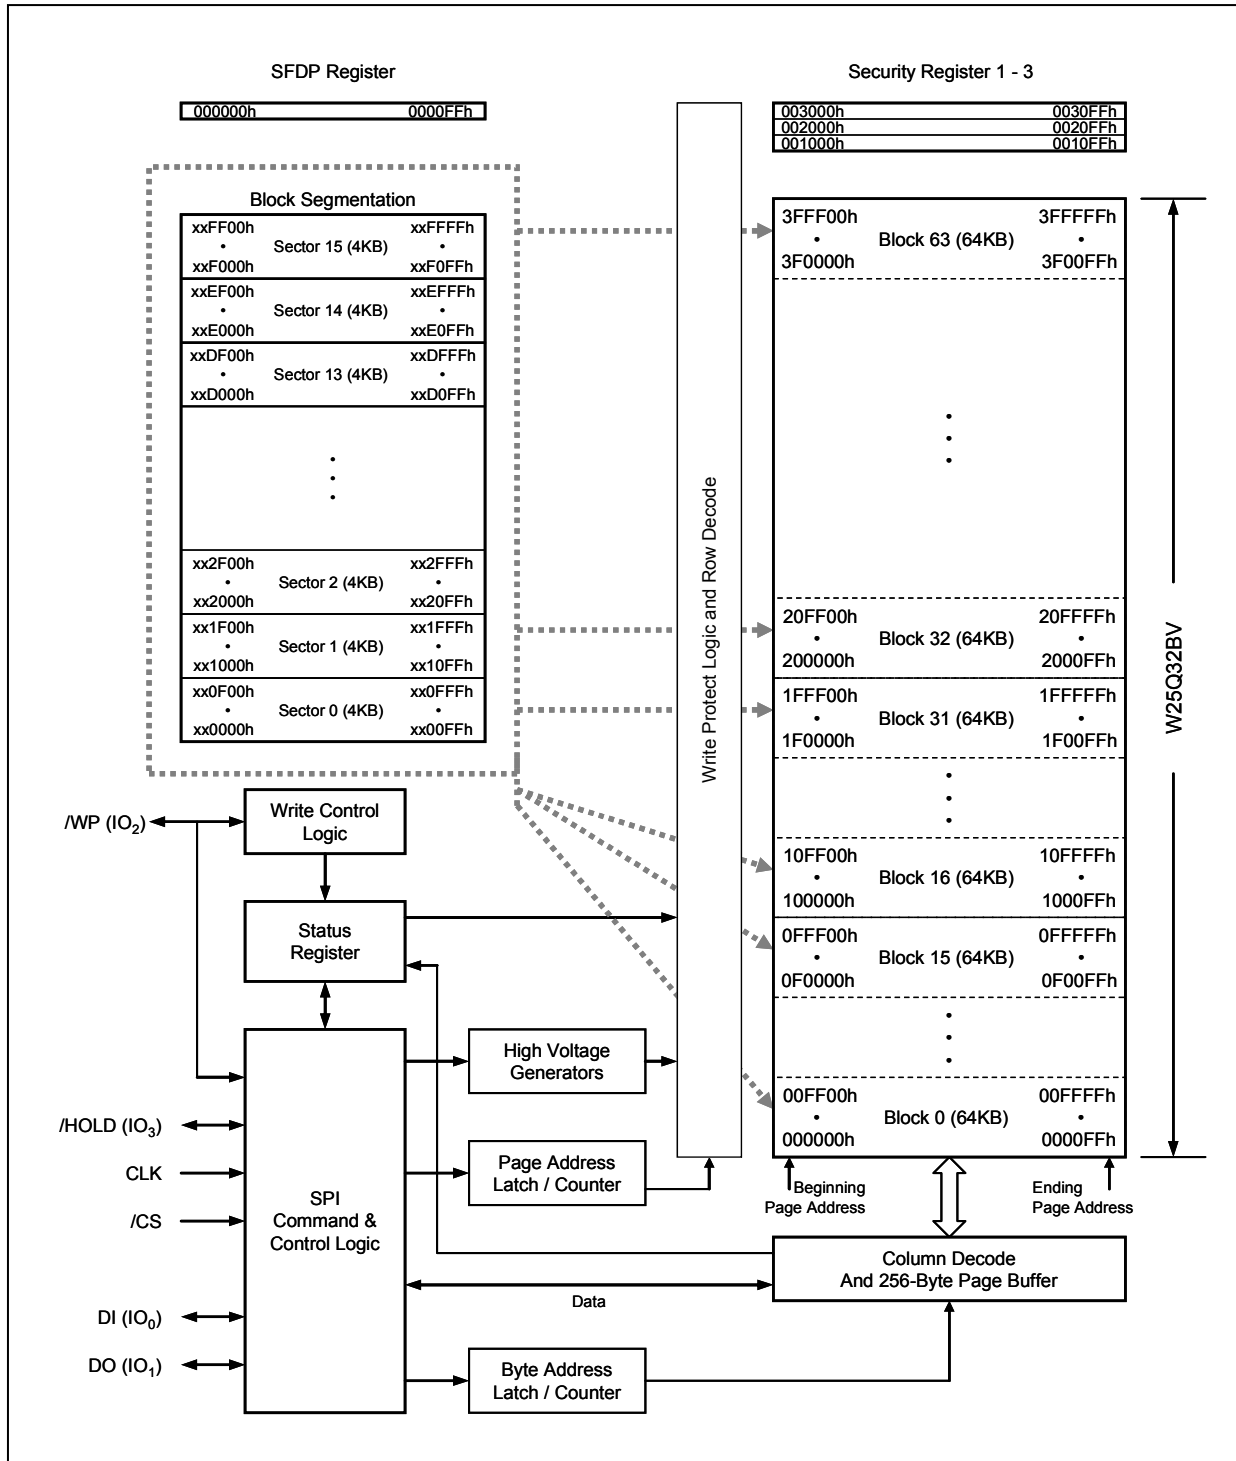 SFDP Register
000000h 0000FFh
Security Register 1 - 3
003000h 0030FFh
002000h 0020FFh
001000h 0010FFh
Block Segmentation
xxFF00h xxFFFFh
• Sector 15 (4KB) •
xxF000h xxF0FFh
xxEF00h xxEFFFh
• Sector 14 (4KB) •
xxE000h xxE0FFh
xxDF00h xxDFFFh
• Sector 13 (4KB) •
xxD000h xxD0FFh
xx2F00h xx2FFFh
• Sector 2 (4KB) •
xx2000h xx20FFh
xx1F00h xx1FFFh
• Sector 1 (4KB) •
xx1000h xx10FFh
xx0F00h xx0FFFh
• Sector 0 (4KB) •
xx0000h xx00FFh
Write Protect Logic and Row Decode
3FFF00h 3FFFFFh
• Block 63 (64KB) •
3F0000h 3F00FFh
20FF00h 20FFFFh
• Block 32 (64KB) •
200000h 2000FFh
1FFF00h 1FFFFFh
• Block 31 (64KB) •
1F0000h 1F00FFh
10FF00h 10FFFFh
• Block 16 (64KB) •
100000h 1000FFh
0FFF00h 0FFFFFh
• Block 15 (64KB) •
0F0000h 0F00FFh
00FF00h 00FFFFh
• Block 0 (64KB) •
000000h 0000FFh
W25Q32BV
Beginning
Page Address
Ending
Page Address
/WP (IO2)
Write Control
Logic
Status
Register
/HOLD (IO3)
CLK
/CS
DI (IO0)
DO (IO1)
SPI
Command &
Control Logic
High Voltage
Generators
Page Address
Latch / Counter
Column Decode
And 256-Byte Page Buffer
Data
Byte Address
Latch / Counter